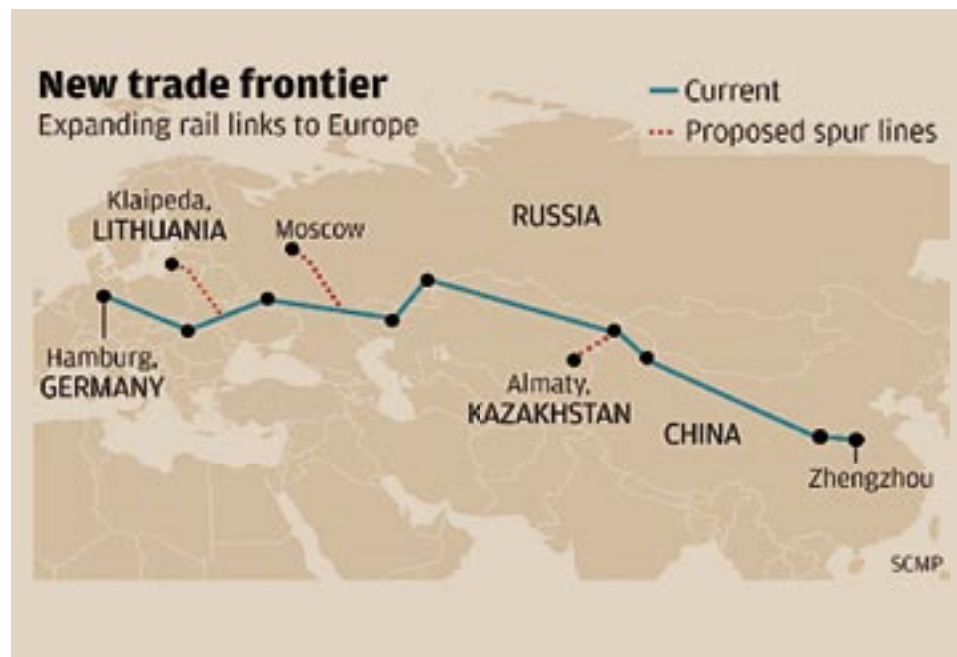 New trade frontier
Expanding rail links to Europe
Current
Proposed spur lines
Klaipeda,
LITHUANIA
Moscow
RUSSIA
Hamburg,
GERMANY
Almaty,
KAZAKHSTAN
CHINA
Zhengzhou
SCMP